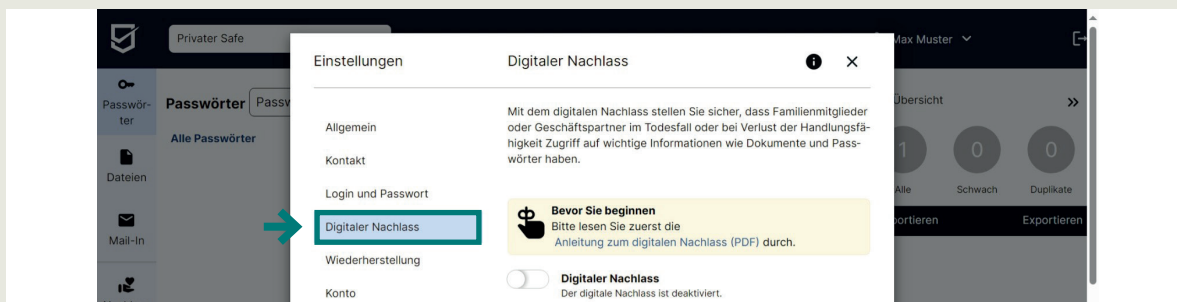 Privater Safe
Max Muster
Einstellungen
Digitaler Nachlass
Passwör-
ter
Passwörter
Alle Passwörter
Dateien
Mail-In
Allgemein
Kontakt
Login und Passwort
Digitaler Nachlass
Wiederherstellung
Konto
Mit dem digitalen Nachlass stellen Sie sicher, dass Familienmitglieder
oder Geschäftspartner im Todesfall oder bei Verlust der Handlungsfä-
higkeit Zugriff auf wichtige Informationen wie Dokumente und Pass-
wörter haben.
Bevor Sie beginnen
Bitte lesen Sie zuerst die
Anleitung zum digitalen Nachlass (PDF) durch.
Digitaler Nachlass
Der digitale Nachlass ist deaktiviert.
Übersicht
1 0 0
Alle Schwach Duplikate
Exportieren